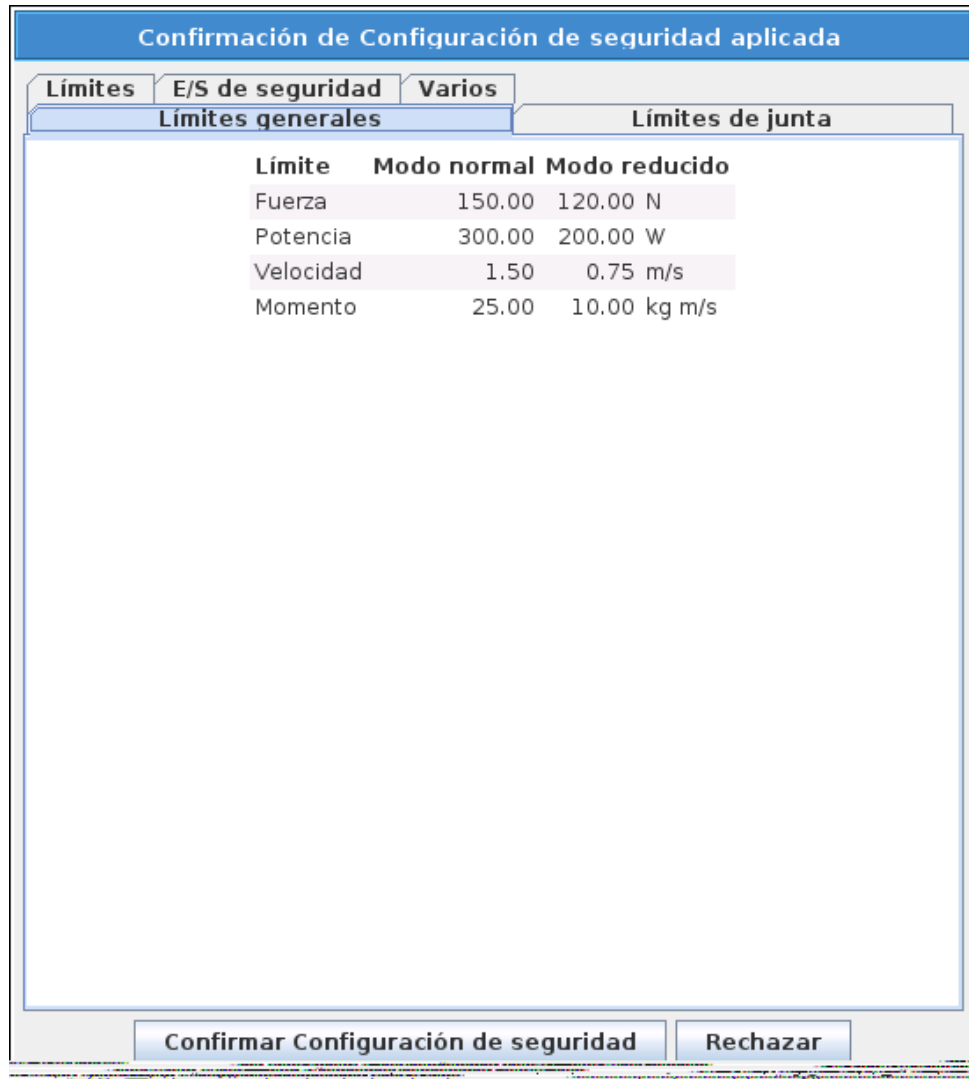 Confirmación de Configuración de seguridad aplicada
Límites E/S de seguridad Varios
Límites generales Límites de junta
Límite Modo normal Modo reducido
Fuerza 150.00 120.00 N
Potencia 300.00 200.00 W
Velocidad 1.50 0.75 m/s
Momento 25.00 10.00 kg m/s
Confirmar Configuración de seguridad Rechazar